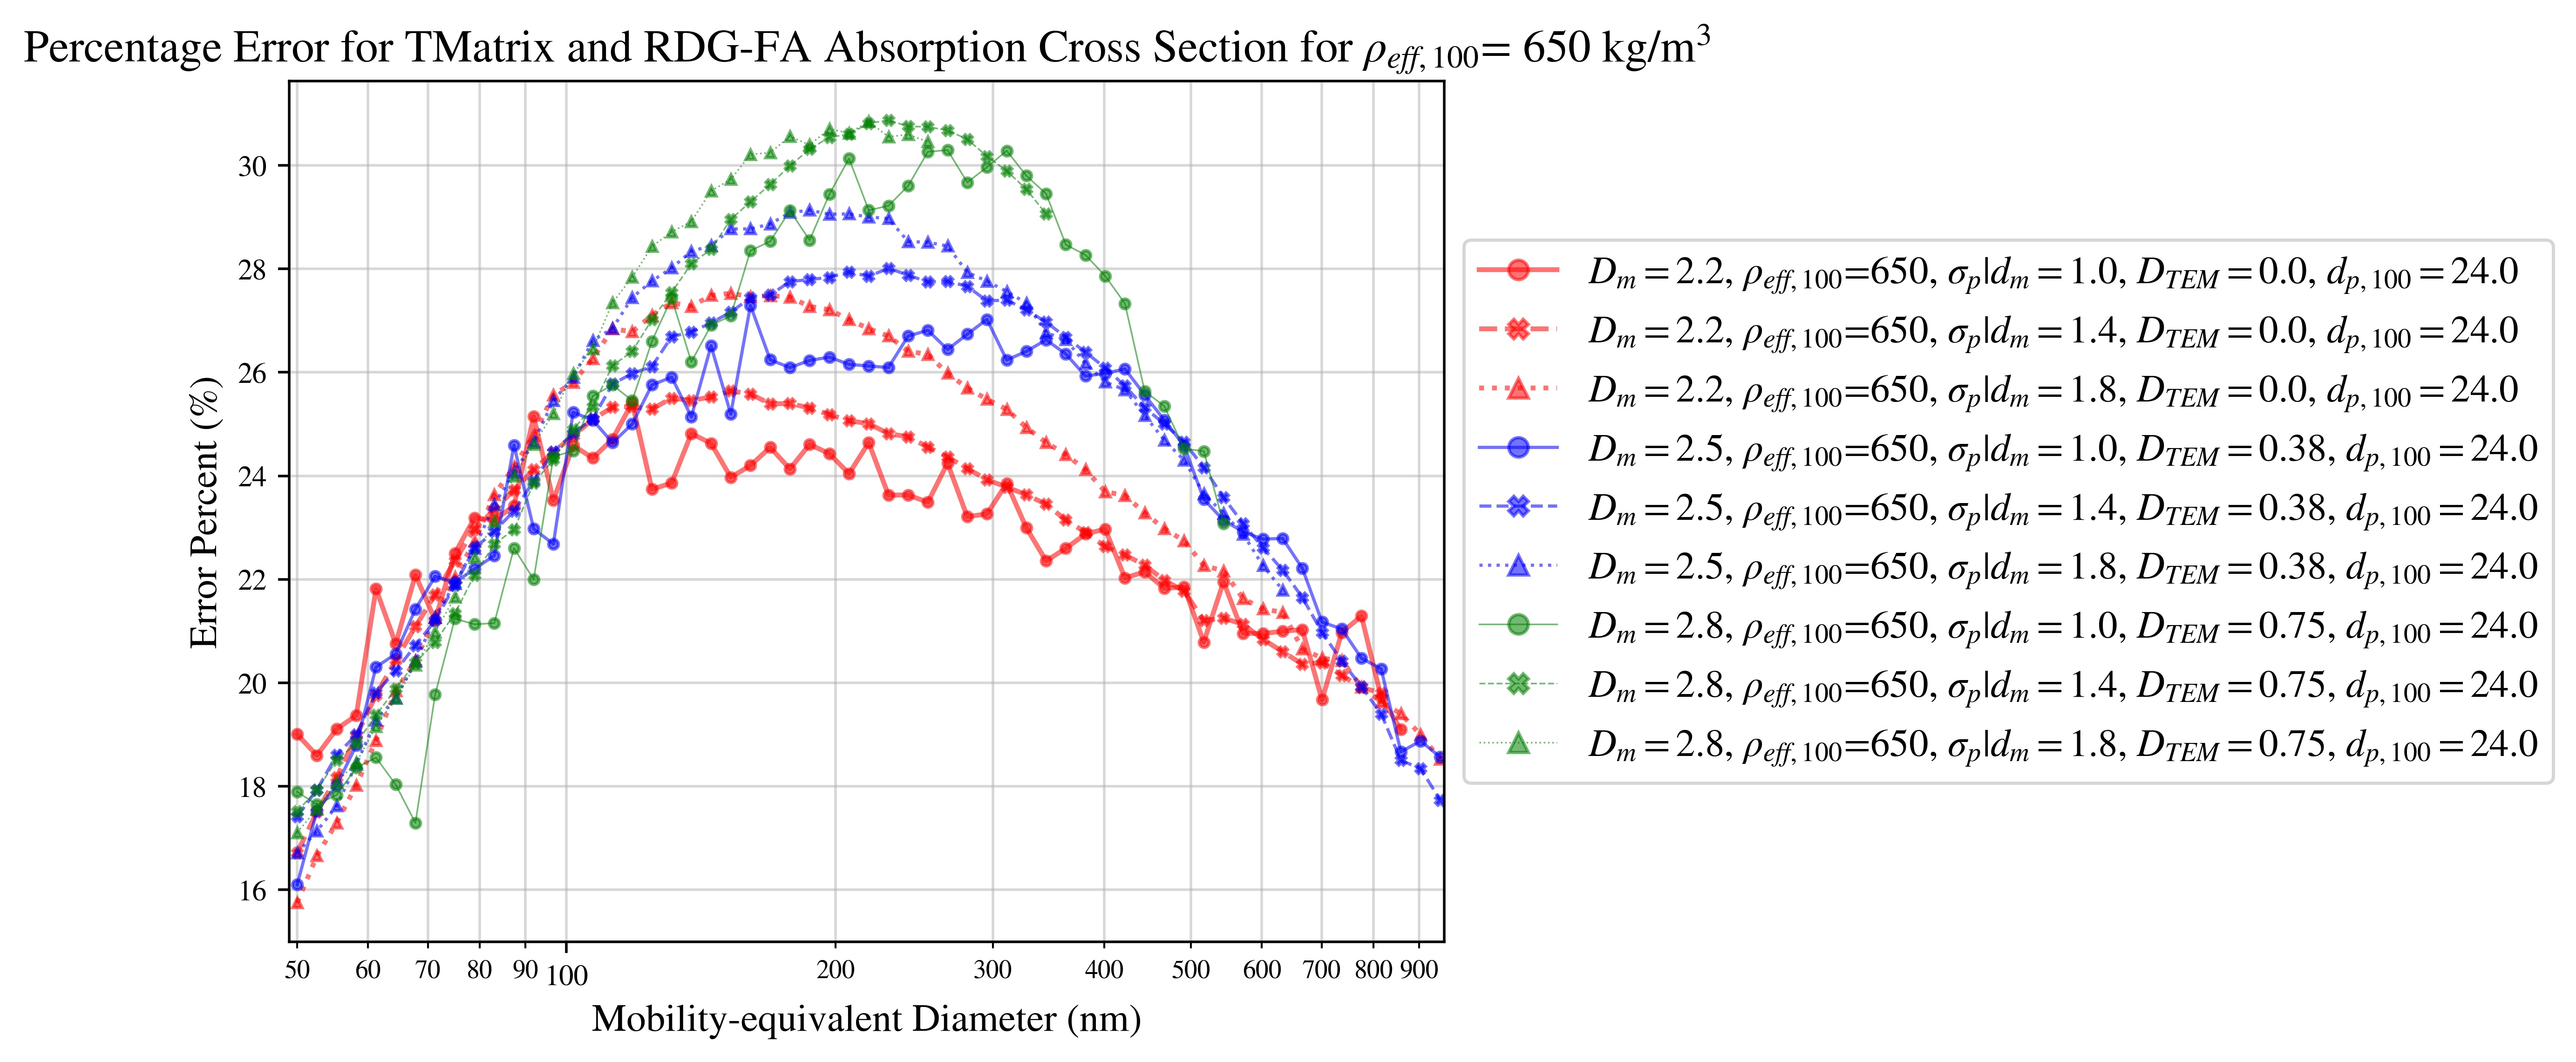 Percentage Error for TMatrix and RDG-FA Absorption Cross Section for ρeff,100= 650 kg/m³
Error Percent (%)
30
28
26
24
22
20
18
16
50 60 70 80 90 100 200 300 400 500 600 700 800 900
Mobility-equivalent Diameter (nm)
Dm = 2.2, ρeff,100=650, σp|dm = 1.0, DTEM = 0.0, dp,100 = 24.0
Dm = 2.2, ρeff,100=650, σp|dm = 1.4, DTEM = 0.0, dp,100 = 24.0
Dm = 2.2, ρeff,100=650, σp|dm = 1.8, DTEM = 0.0, dp,100 = 24.0
Dm = 2.5, ρeff,100=650, σp|dm = 1.0, DTEM = 0.38, dp,100 = 24.0
Dm = 2.5, ρeff,100=650, σp|dm = 1.4, DTEM = 0.38, dp,100 = 24.0
Dm = 2.5, ρeff,100=650, σp|dm = 1.8, DTEM = 0.38, dp,100 = 24.0
Dm = 2.8, ρeff,100=650, σp|dm = 1.0, DTEM = 0.75, dp,100 = 24.0
Dm = 2.8, ρeff,100=650, σp|dm = 1.4, DTEM = 0.75, dp,100 = 24.0
Dm = 2.8, ρeff,100=650, σp|dm = 1.8, DTEM = 0.75, dp,100 = 24.0